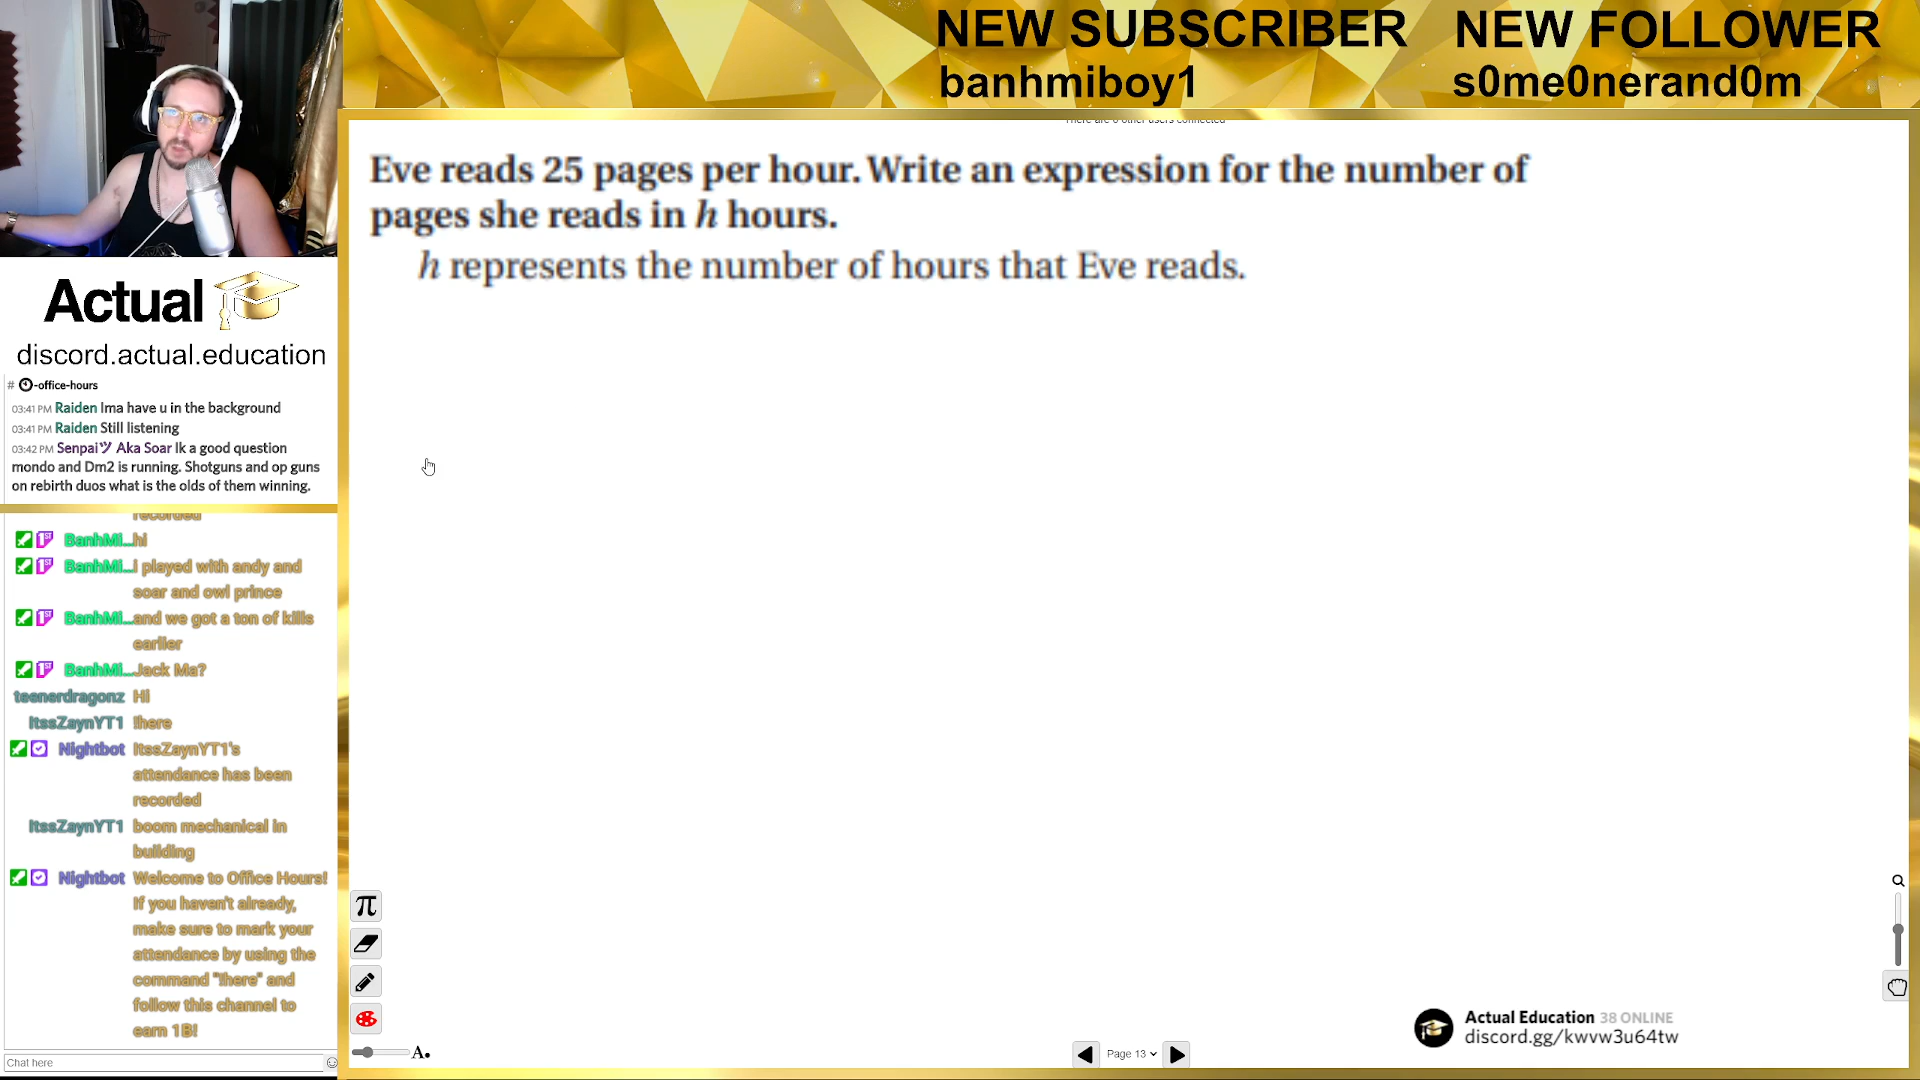 NEW SUBSCRIBER
banhmiboy1
NEW FOLLOWER
s0me0nerand0m
Eve reads 25 pages per hour. Write an expression for the number of
pages she reads in h hours.
h represents the number of hours that Eve reads.
Actual
discord.actual.education
# -office-hours
03:41 PM Raiden Ima have u in the background
03:41 PM Raiden Still listening
03:42 PM Senpaiツ Aka Soar Ik a good question
mondo and Dm2 is running. Shotguns and op guns
on rebirth duos what is the olds of them winning.
recorded
BanhMi...hi
BanhMi...I played with andy and
soar and owl prince
BanhMi...and we got a ton of kills
earlier
BanhMi...Jack Ma?
teenerdragonz Hi
ItssZaynYT1 !here
Nightbot ItssZaynYT1's
attendance has been
recorded
ItssZaynYT1 boom mechanical in
building
Nightbot Welcome to Office Hours!
If you haven't already,
make sure to mark your
attendance by using the
command "!here" and
follow this channel to
earn 1B!
Chat here
π
A.
Page 13
Actual Education 38 ONLINE
discord.gg/kwvw3u64tw